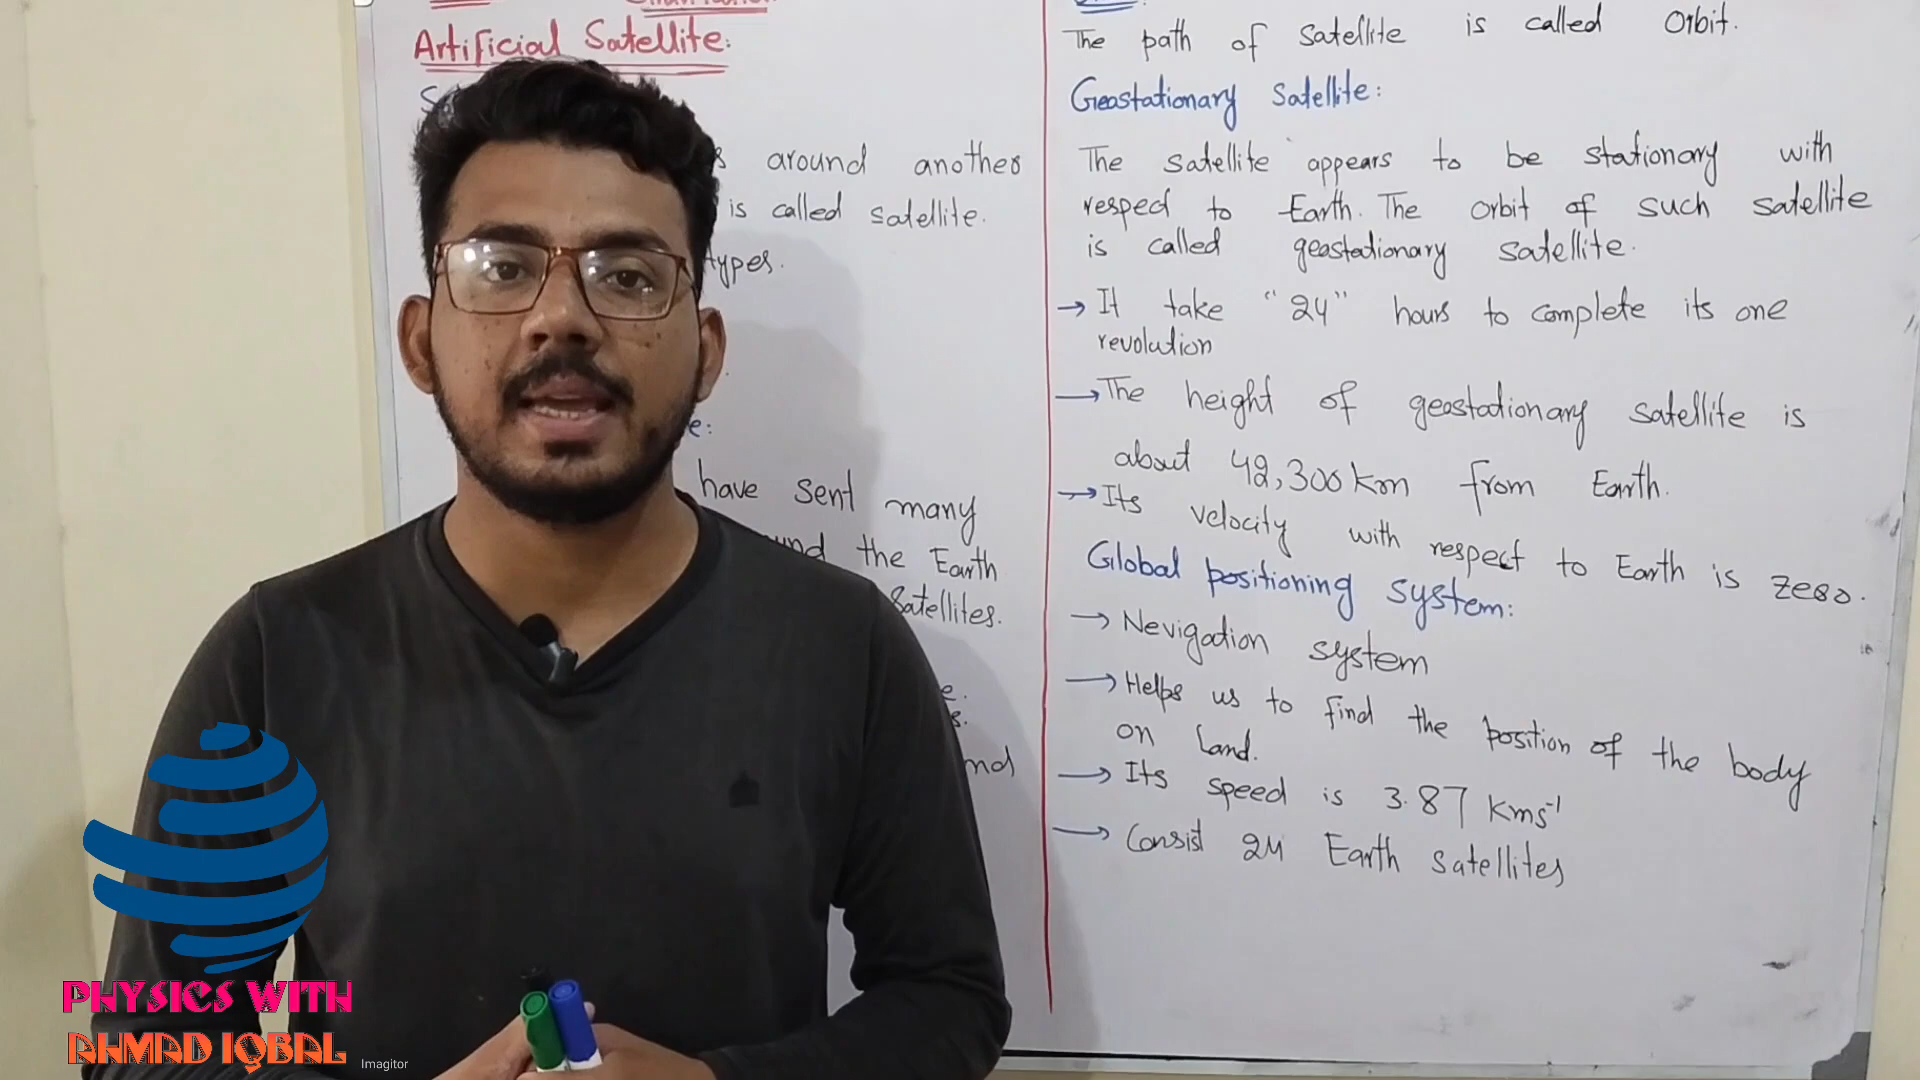 Artificial Satellite:
around another
is called satellite.
types.
e:
have sent many
und the Earth
Satellites.
e.
s.
nd
The path of satellite is called Orbit.
Geostationary Satellite:
The satellite appears to be stationary with
respect to Earth. The orbit of such satellite
is called geostationary satellite.
→ It take "24" hours to complete its one
revolution
→ The height of geostationary satellite is
about 42,300 km from Earth.
→ Its velocity with respect to Earth is zero.
Global positioning system:
→ Nevigation system
→ Helps us to find the position of the body
on land.
→ Its speed is 3.87 kms⁻¹
→ Consist 24 Earth satellites
PHYSICS WITH
AHMAD IQBAL
Imagitor